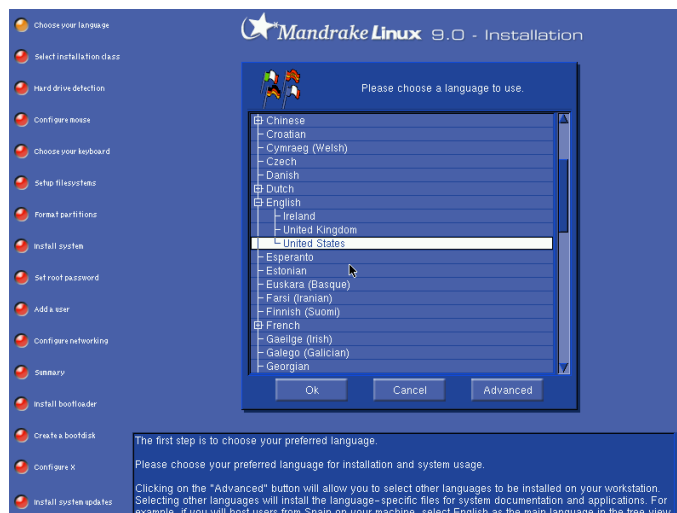 Choose your language
Select installation class
Hard drive detection
Configure mouse
Choose your keyboard
Setup filesystems
Format partitions
Install system
Set root password
Add a user
Configure networking
Summary
Install bootloader
Create a bootdisk
Configure X
Install system updates
Mandrake Linux 9.0 - Installation
Please choose a language to use.
Chinese
Croatian
Cymraeg (Welsh)
Czech
Danish
Dutch
English
Ireland
United Kingdom
United States
Esperanto
Estonian
Euskara (Basque)
Farsi (Iranian)
Finnish (Suomi)
French
Gaeilge (Irish)
Galego (Galician)
Georgian
Ok Cancel Advanced
The first step is to choose your preferred language.
Please choose your preferred language for installation and system usage.
Clicking on the "Advanced" button will allow you to select other languages to be installed on your workstation.
Selecting other languages will install the language-specific files for system documentation and applications. For
example, if you will host users from Spain on your machine, select English as the main language in the tree view